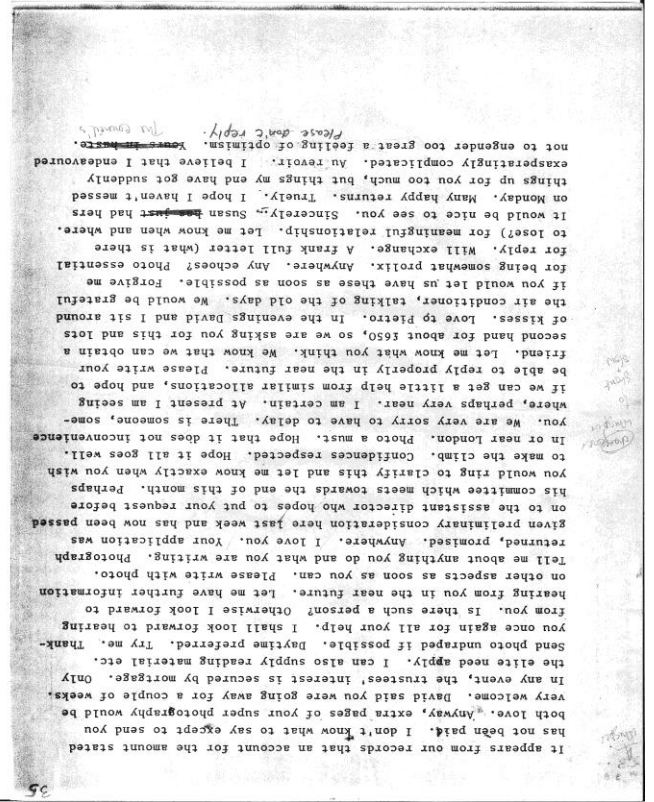 35
It appears from our records that an account for the amount stated
has not been paid. I don't know what to say except to send you
both love. Anyway, extra pages of your super photography would be
very welcome. David said you were going away for a couple of weeks.
In any event, the trustees' interest is secured by mortgage. Only
the elite need apply. I can also supply reading material etc.
Send photo undraped if possible. Daytime preferred. Try me. Thank-
you once again for all your help. I shall look forward to hearing
from you. Is there such a person? Otherwise I look forward to
hearing from you in the near future. Let me have further information
on other aspects as soon as you can. Please write with photo.
Tell me about anything you do and what you are writing. Photograph
returned, promised. Anywhere. I love you. Your application was
given preliminary consideration here last week and has now been passed
on to the assistant director who hopes to put your request before
his committee which meets towards the end of this month. Perhaps
you would ring to clarify this and let me know exactly when you wish
to make the climb. Confidences respected. Hope it all goes well.
In or near London. Photo a must. Hope that it does not inconvenience
you. We are very sorry to have to delay. There is someone, some-
where, perhaps very near. I am certain. At present I am seeing
if we can get a little help from similar allocations, and hope to
be able to reply properly in the near future. Please write your
friend. Let me know what you think. We know that we can obtain a
second hand for about £650, so we are asking you for this and lots
of kisses. Love to Pietro. In the evenings David and I sit around
the air conditioner, talking of the old days. We would be grateful
if you would let us have these as soon as possible. Forgive me
for being somewhat prolix. Anywhere. Any echoes? Photo essential
for reply. Will exchange. A frank full letter (what is there
to lose?) for meaningful relationship. Let me know when and where.
It would be nice to see you. Sincerely. Susan has just had hers
on Monday. Many happy returns. Truely. I hope I haven't messed
things up for you too much, but things my end have got suddenly
exasperatingly complicated. Au revoir. I believe that I endeavoured
not to engender too great a feeling of optimism. Yours in haste.
Please don't reply. The Council's